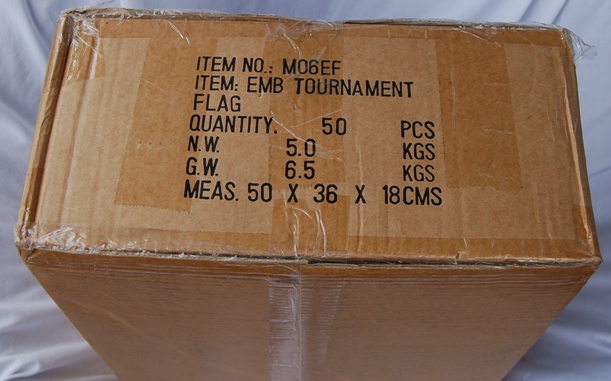 ITEM NO.: M06EF
ITEM: EMB TOURNAMENT
FLAG
QUANTITY. 50 PCS
N.W. 5.0 KGS
G.W. 6.5 KGS
MEAS. 50 X 36 X 18CMS